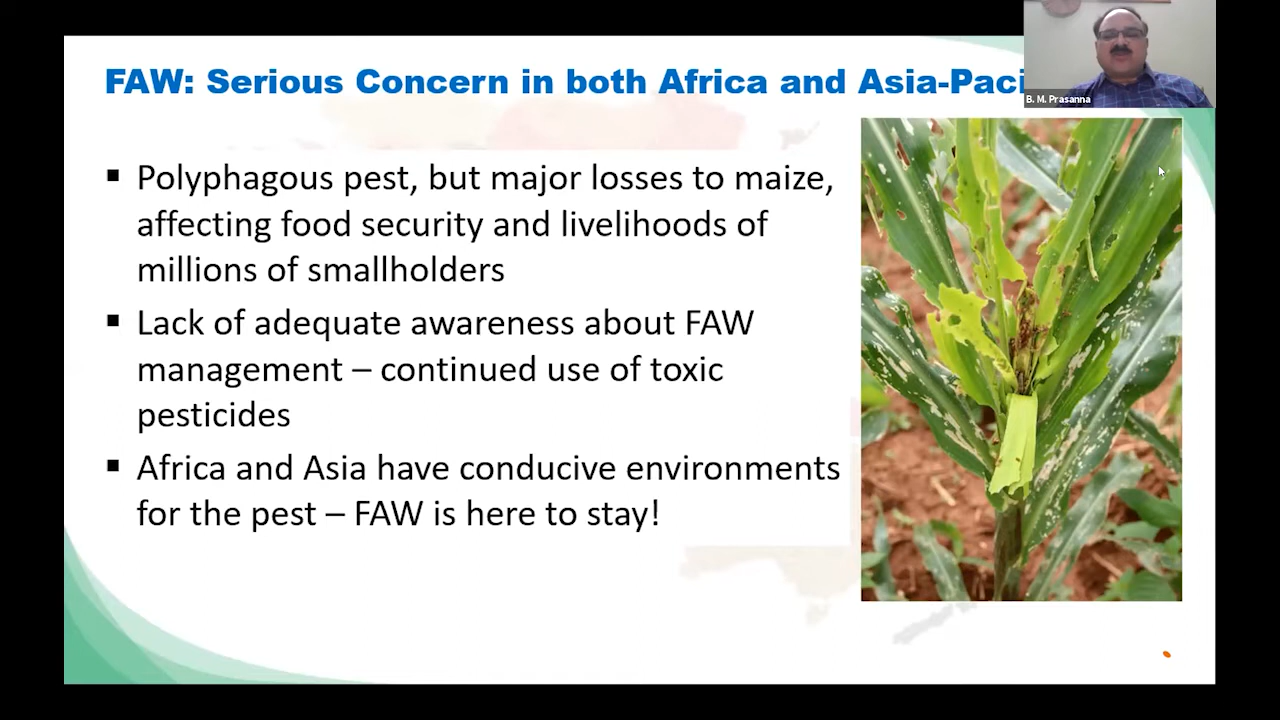 FAW: Serious Concern in both Africa and Asia-Paci
B. M. Prasanna
▪ Polyphagous pest, but major losses to maize,
affecting food security and livelihoods of
millions of smallholders
▪ Lack of adequate awareness about FAW
management – continued use of toxic
pesticides
▪ Africa and Asia have conducive environments
for the pest – FAW is here to stay!